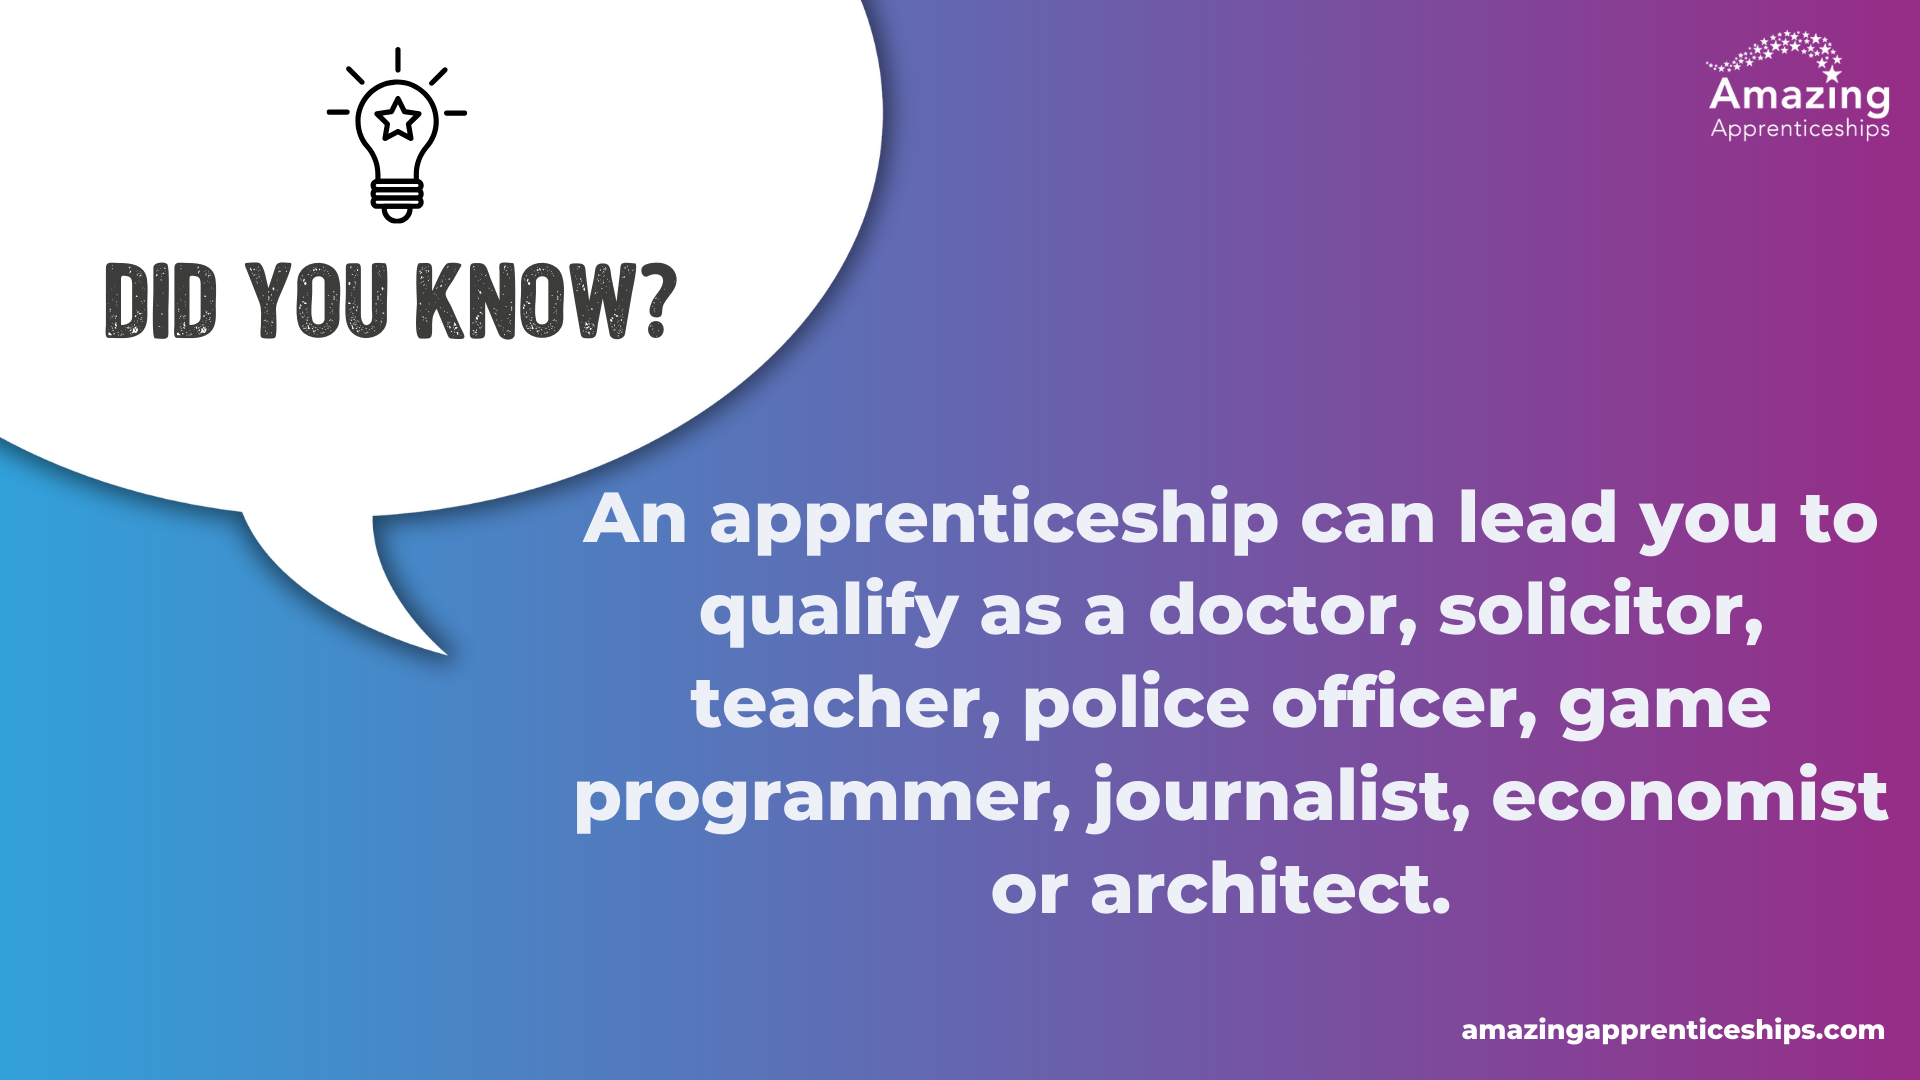 DID YOU KNOW?
Amazing
Apprenticeships
An apprenticeship can lead you to
qualify as a doctor, solicitor,
teacher, police officer, game
programmer, journalist, economist
or architect.
amazingapprenticeships.com